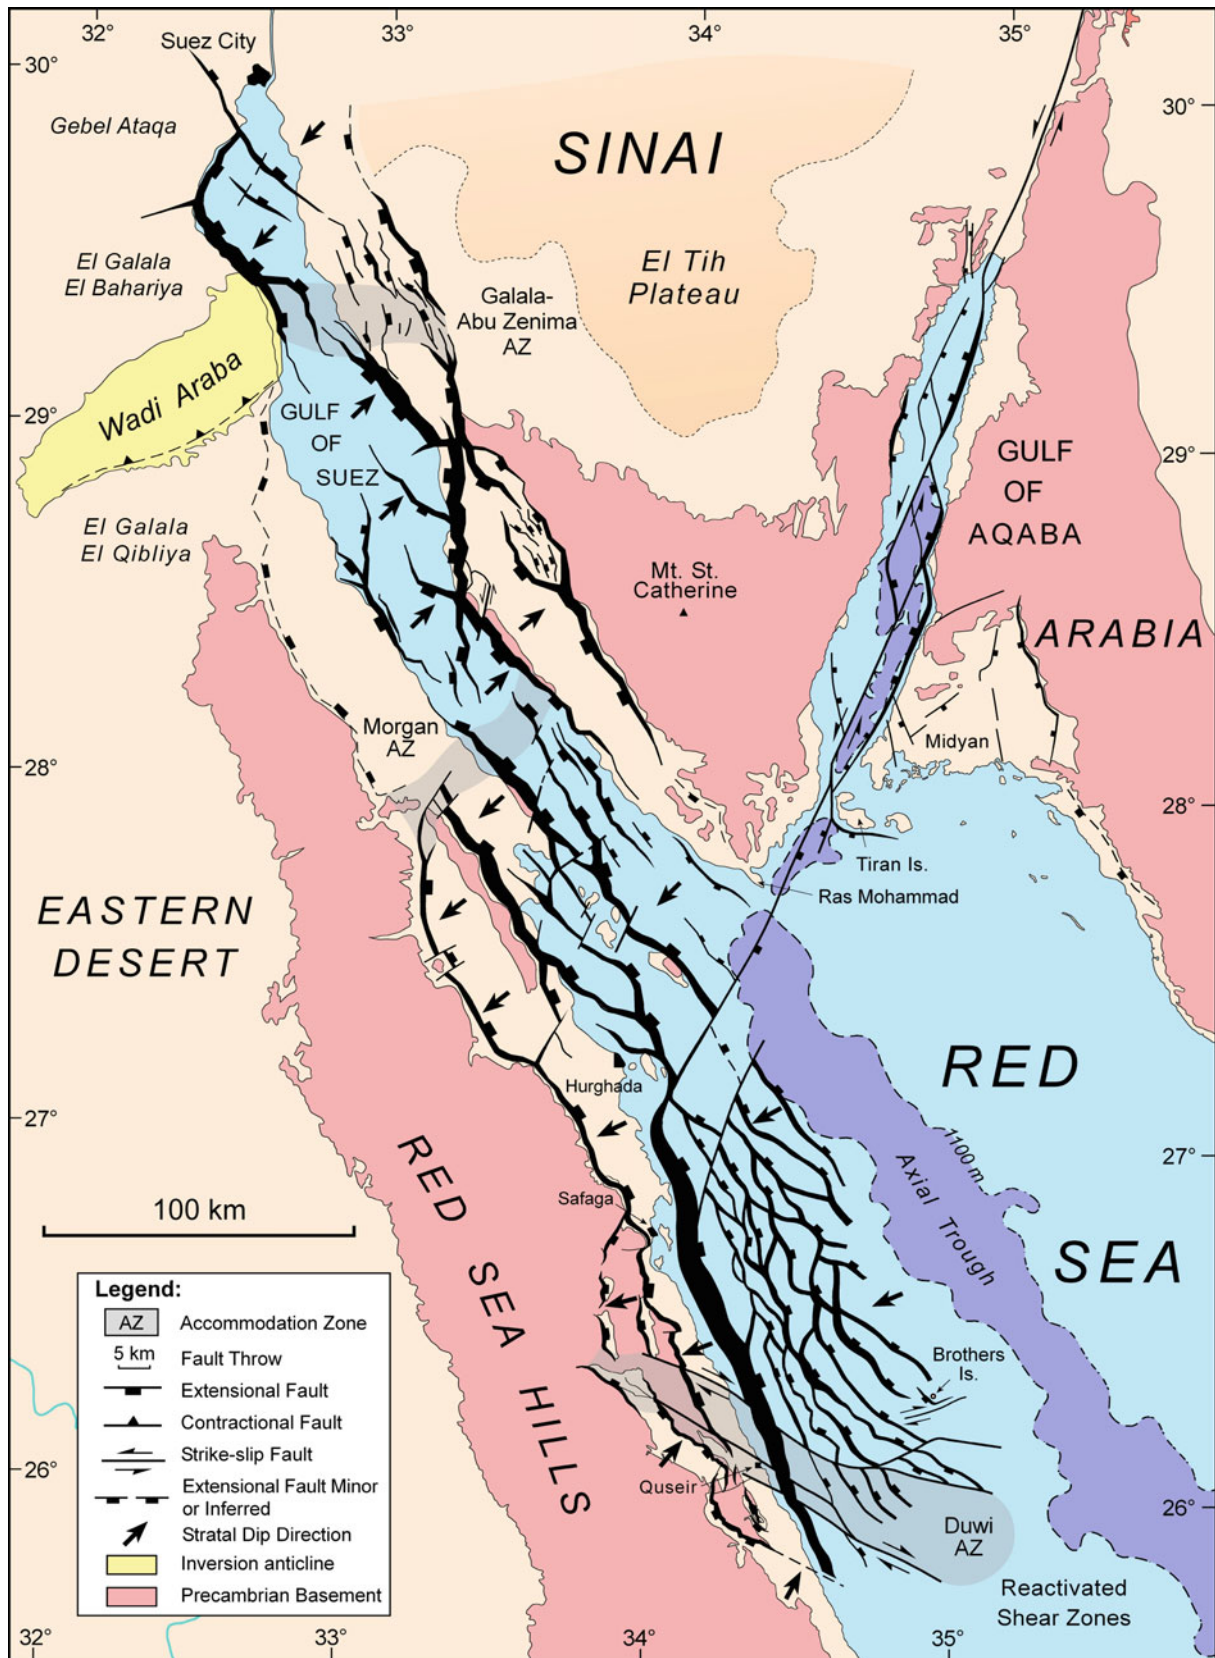 32°
33°
34°
35°
Suez City
30°
30°
Gebel Ataqa
SINAI
El Galala
El Bahariya
El Tih
Plateau
Galala-
Abu Zenima
AZ
Wadi Araba
29°
GULF
OF
SUEZ
29°
GULF
OF
AQABA
El Galala
El Qibliya
Mt. St.
Catherine
ARABIA
Morgan
AZ
Midyan
28°
28°
Tiran Is.
Ras Mohammad
EASTERN
DESERT
RED
SEA
Hurghada
27°
27°
1100 m
Axial Trough
RED SEA HILLS
Safaga
100 km
Brothers
Is.
Legend:
AZ Accommodation Zone
5 km Fault Throw
Extensional Fault
Contractional Fault
Strike-slip Fault
Extensional Fault Minor
or Inferred
Stratal Dip Direction
Inversion anticline
Precambrian Basement
26°
26°
Quseir
Duwi
AZ
Reactivated
Shear Zones
32°
33°
34°
35°